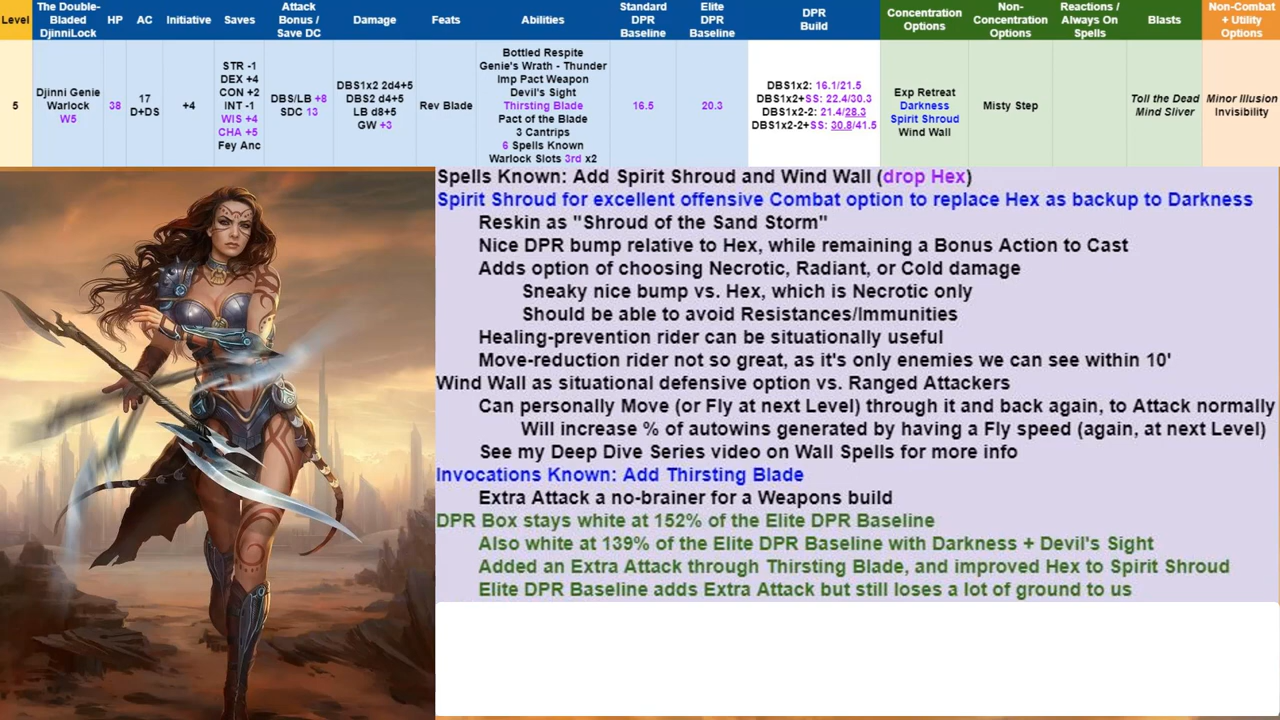 Level
The Double-Bladed DjinniLock
HP
AC
Initiative
Saves
Attack Bonus / Save DC
Damage
Feats
Abilities
Standard DPR Baseline
Elite DPR Baseline
DPR Build
Concentration Options
Non-Concentration Options
Reactions / Always On Spells
Blasts
Non-Combat + Utility Options
5
Djinni Genie
Warlock
W5
38
17
D+DS
+4
STR -1
DEX +4
CON +2
INT -1
WIS +4
CHA +5
Fey Anc
DBS/LB +8
SDC 13
DBS1x2 2d4+5
DBS2 d4+5
LB d8+5
GW +3
Rev Blade
Bottled Respite
Genie's Wrath - Thunder
Imp Pact Weapon
Devil's Sight
Thirsting Blade
Pact of the Blade
3 Cantrips
6 Spells Known
Warlock Slots 3rd x2
16.5
20.3
DBS1x2: 16.1/21.5
DBS1x2+SS: 22.4/30.3
DBS1x2-2: 21.4/28.3
DBS1x2-2+SS: 30.8/41.5
Exp Retreat
Darkness
Spirit Shroud
Wind Wall
Misty Step
Toll the Dead
Mind Sliver
Minor Illusion
Invisibility
Spells Known: Add Spirit Shroud and Wind Wall (drop Hex)
Spirit Shroud for excellent offensive Combat option to replace Hex as backup to Darkness
Reskin as "Shroud of the Sand Storm"
Nice DPR bump relative to Hex, while remaining a Bonus Action to Cast
Adds option of choosing Necrotic, Radiant, or Cold damage
Sneaky nice bump vs. Hex, which is Necrotic only
Should be able to avoid Resistances/Immunities
Healing-prevention rider can be situationally useful
Move-reduction rider not so great, as it's only enemies we can see within 10'
Wind Wall as situational defensive option vs. Ranged Attackers
Can personally Move (or Fly at next Level) through it and back again, to Attack normally
Will increase % of autowins generated by having a Fly speed (again, at next Level)
See my Deep Dive Series video on Wall Spells for more info
Invocations Known: Add Thirsting Blade
Extra Attack a no-brainer for a Weapons build
DPR Box stays white at 152% of the Elite DPR Baseline
Also white at 139% of the Elite DPR Baseline with Darkness + Devil's Sight
Added an Extra Attack through Thirsting Blade, and improved Hex to Spirit Shroud
Elite DPR Baseline adds Extra Attack but still loses a lot of ground to us